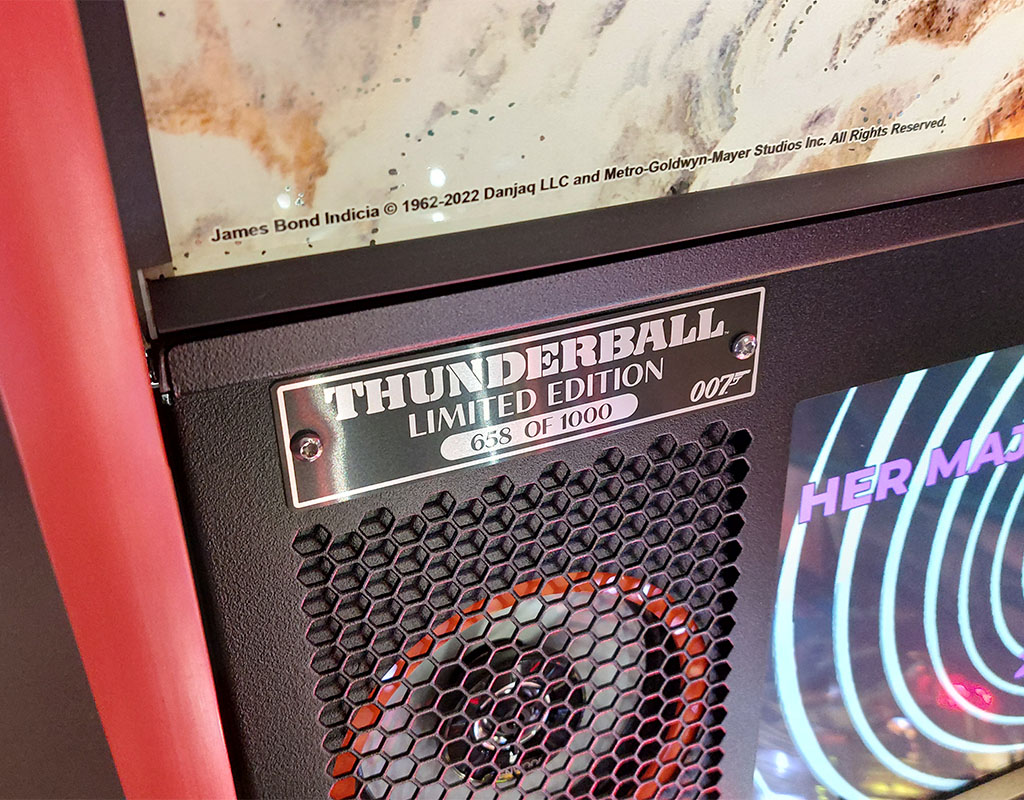 James Bond Indicia © 1962-2022 Danjaq LLC and Metro-Goldwyn-Mayer Studios Inc. All Rights Reserved.
THUNDERBALL™
LIMITED EDITION
658 OF 1000
007
HER MAJ